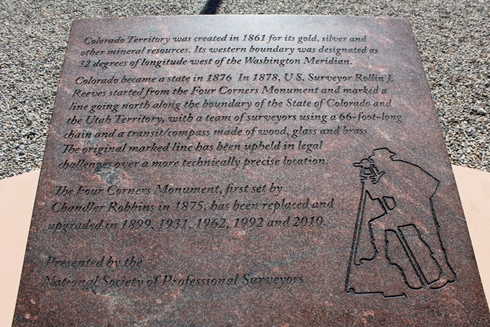 Colorado Territory was created in 1861 for its gold, silver and
other mineral resources. Its western boundary was designated as
32 degrees of longitude west of the Washington Meridian.
Colorado became a state in 1876 In 1878, U.S. Surveyor Rollin J.
Reeves started from the Four Corners Monument and marked a
line going north along the boundary of the State of Colorado and
the Utah Territory, with a team of surveyors using a 66-foot-long
chain and a transit/compass made of wood, glass and brass
The original marked line has been upheld in legal
challenges over a more technically precise location.
The Four Corners Monument, first set by
Chandler Robbins in 1875, has been replaced and
upgraded in 1899, 1931, 1962, 1992 and 2010.
Presented by the
National Society of Professional Surveyors